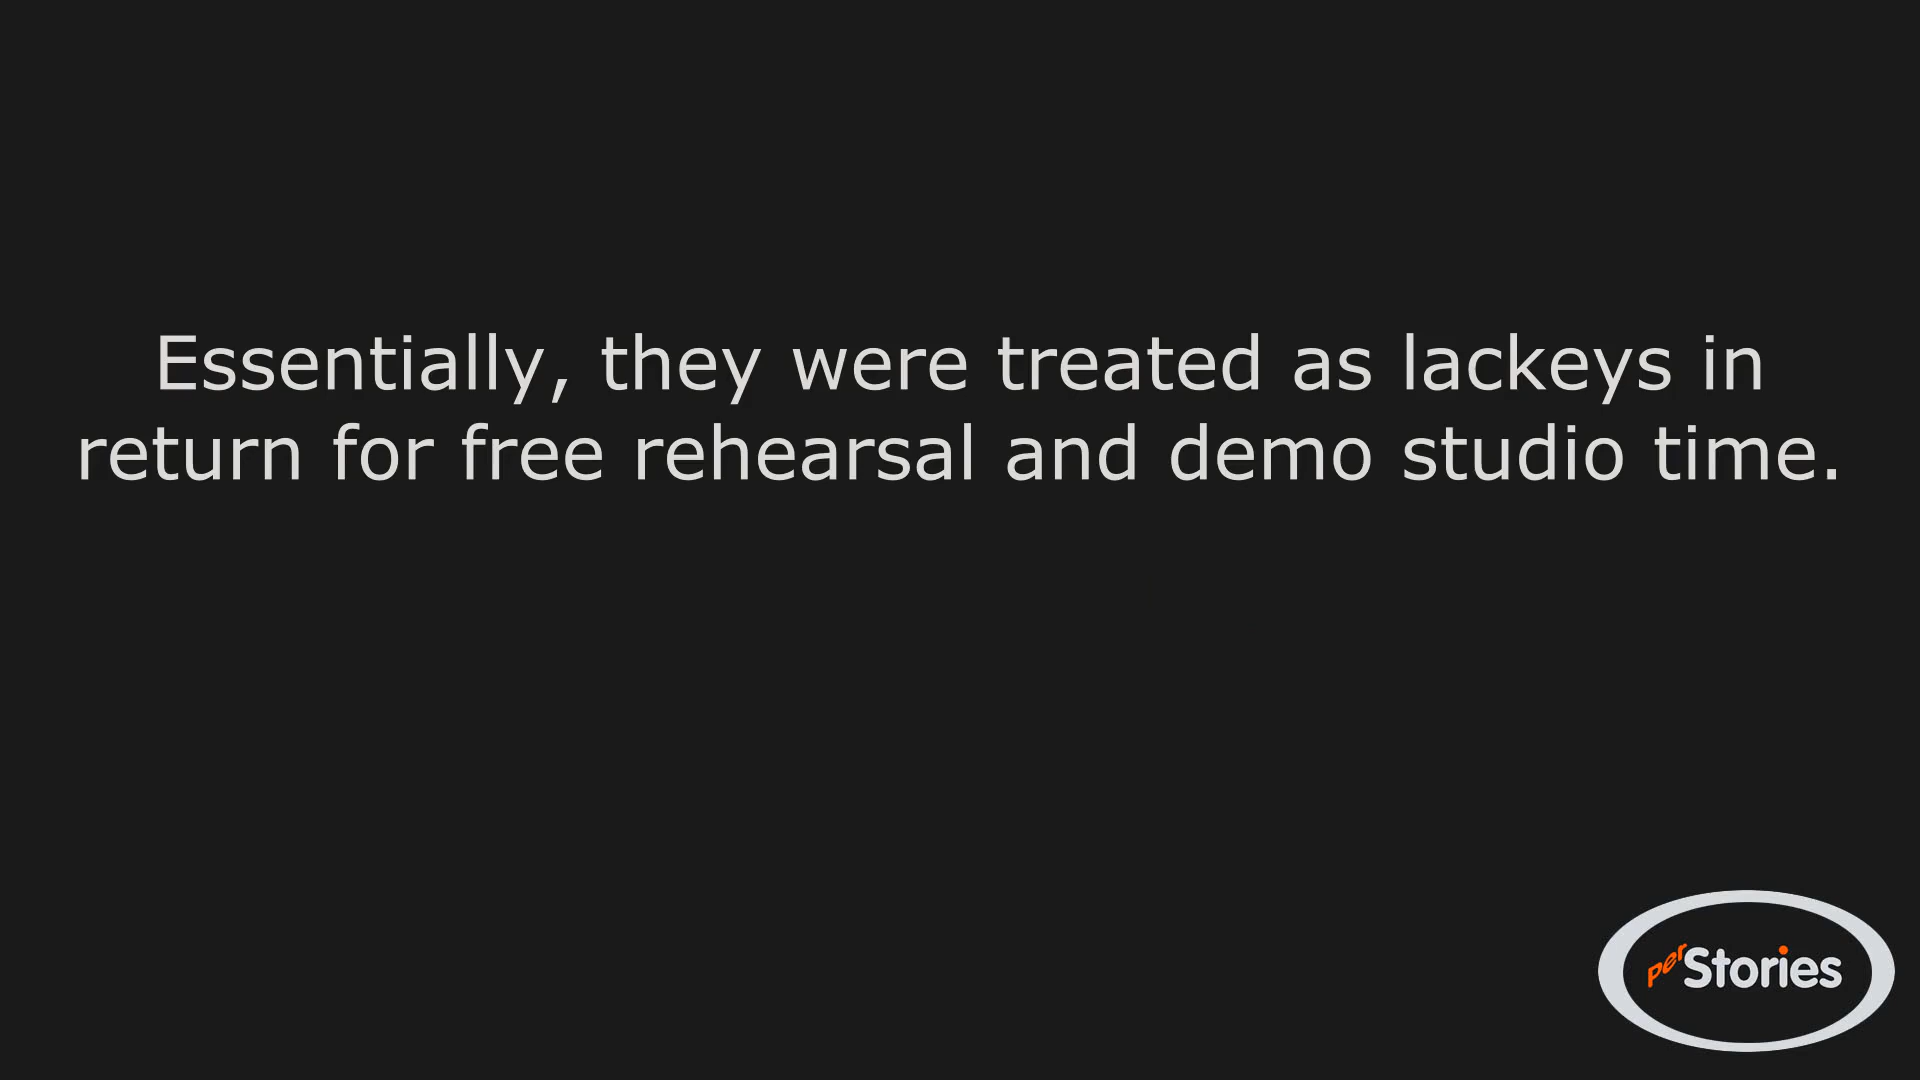 Essentially, they were treated as lackeys in
return for free rehearsal and demo studio time.
perStories